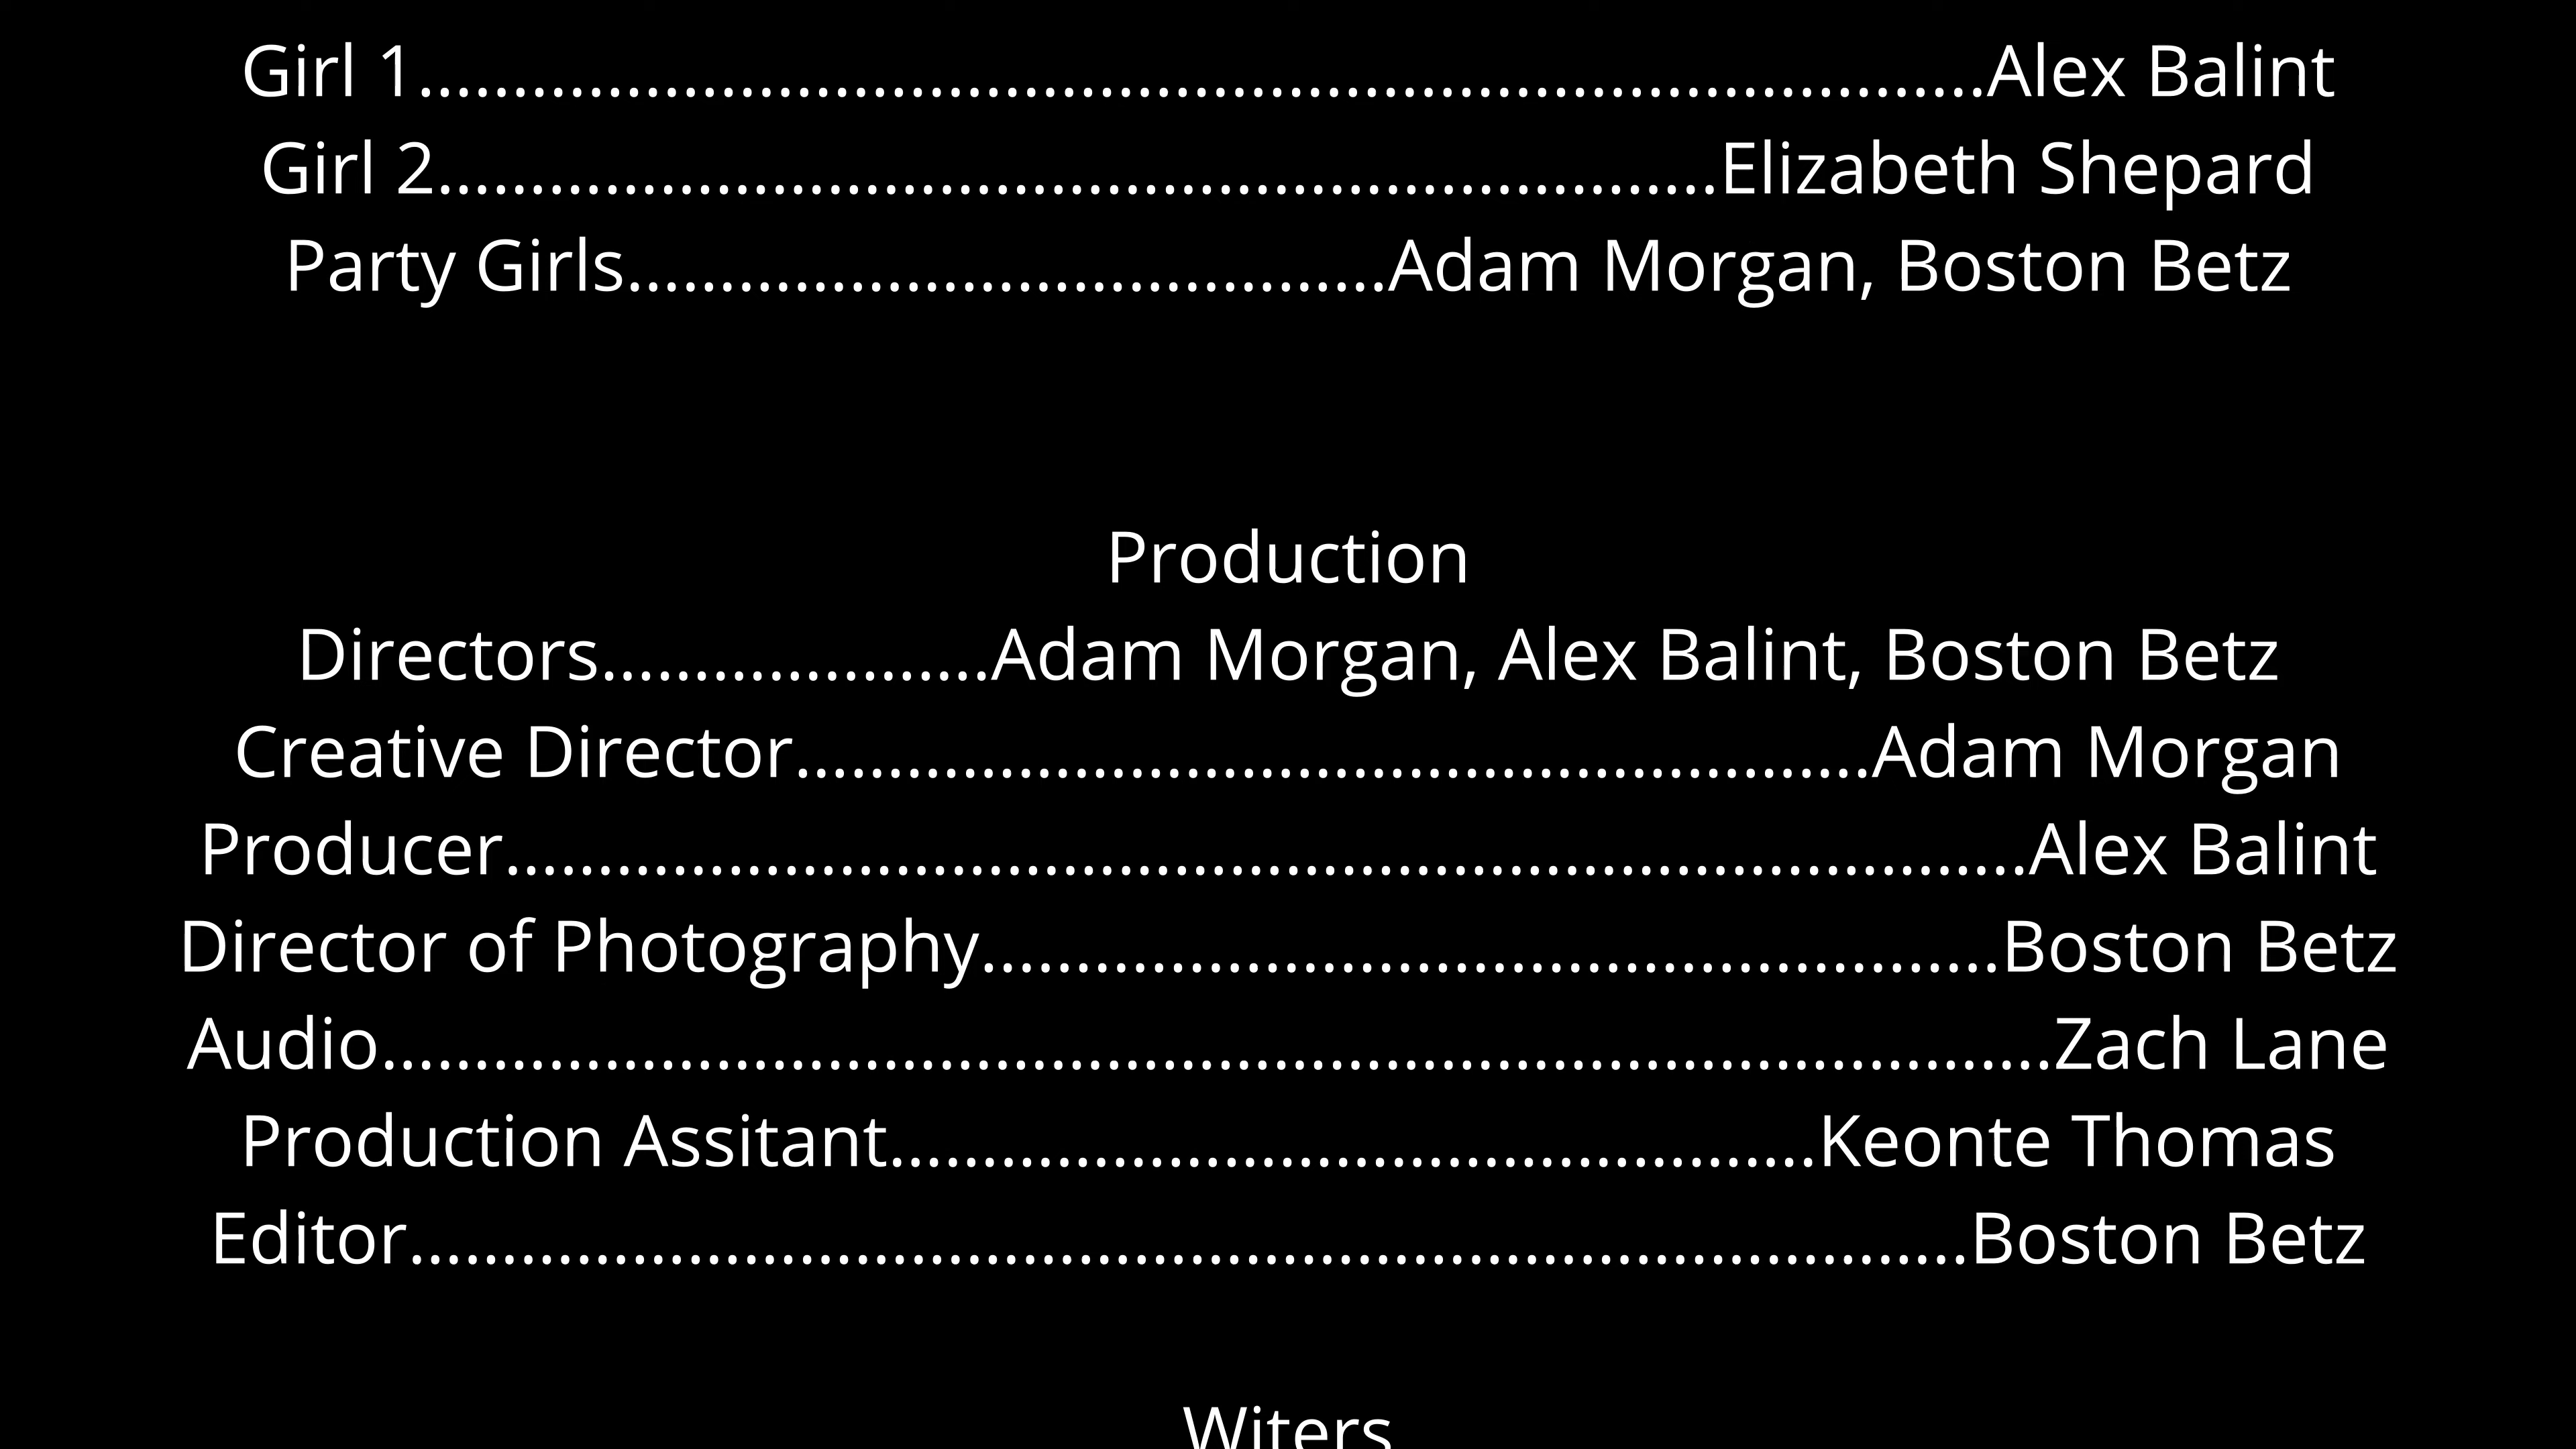 Girl 1....................................................................................Alex Balint
Girl 2.....................................................................Elizabeth Shepard
Party Girls.........................................Adam Morgan, Boston Betz
Production
Directors.....................Adam Morgan, Alex Balint, Boston Betz
Creative Director..........................................................Adam Morgan
Producer..................................................................................Alex Balint
Director of Photography.......................................................Boston Betz
Audio..........................................................................................Zach Lane
Production Assitant..................................................Keonte Thomas
Editor....................................................................................Boston Betz
Witers